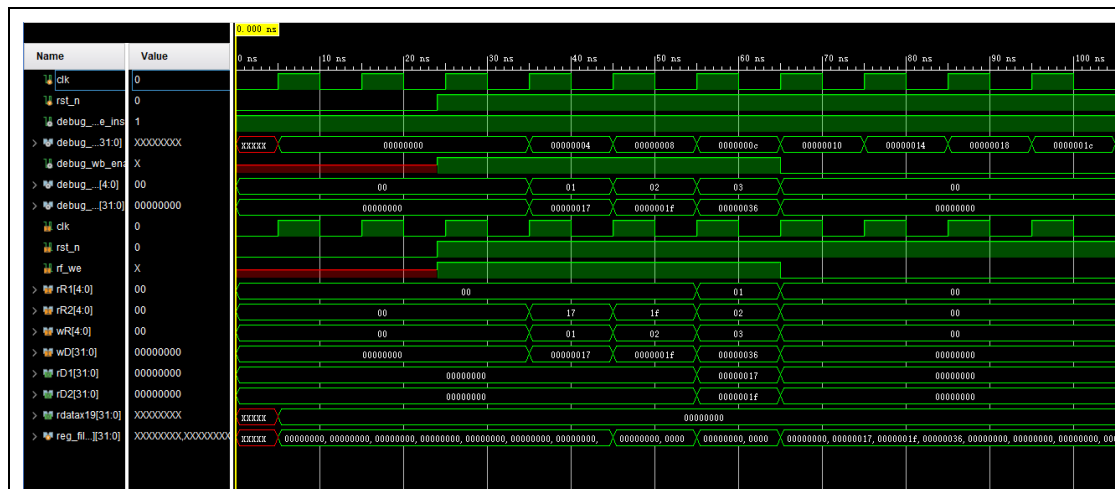 0.000 ns
Name Value
0 ns 10 ns 20 ns 30 ns 40 ns 50 ns 60 ns 70 ns 80 ns 90 ns 100 ns
clk 0
rst_n 0
debug_...e_ins 1
debug_...31:0] XXXXXXXX XXXXX 00000000 00000004 00000008 0000000c 00000010 00000014 00000018 0000001c
debug_wb_ena X
debug_...[4:0] 00 00 01 02 03 00
debug_...[31:0] 00000000 00000000 00000017 0000001f 00000036 00000000
clk 0
rst_n 0
rf_we X
rR1[4:0] 00 00 01 00
rR2[4:0] 00 00 17 1f 02 00
wR[4:0] 00 00 01 02 03 00
wD[31:0] 00000000 00000000 00000017 0000001f 00000036 00000000
rD1[31:0] 00000000 00000000 00000017 00000000
rD2[31:0] 00000000 00000000 0000001f 00000000
rdatax19[31:0] XXXXXXXX XXXXX 00000000
reg_fil...][31:0] XXXXXXXX,XXXXXXXX XXXXX 00000000, 00000000, 00000000, 00000000, 00000000, 00000000, 00000000, 00000000, 0000 00000000, 0000 00000000, 00000017, 0000001f, 00000036, 00000000, 00000000, 00000000, 000